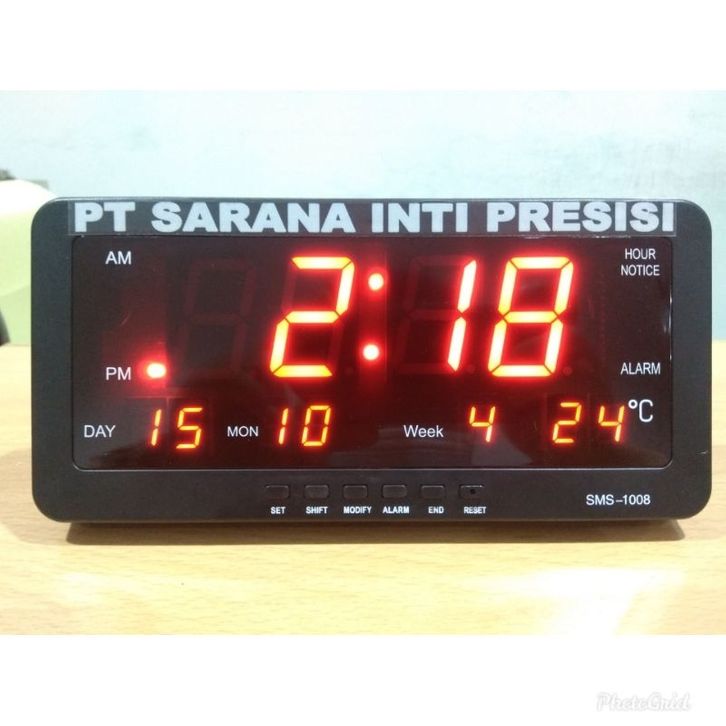 PT SARANA INTI PRESISI
AM
2:18
HOUR
NOTICE
PM
ALARM
DAY 15 MON 10 Week 4 24°C
SMS-1008
SET SHIFT MODIFY ALARM END RESET
PhotoGrid